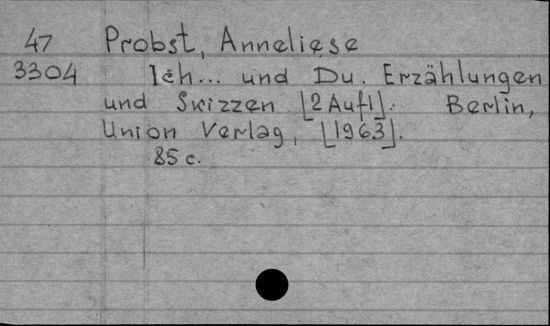 47 Probst, Anneliese
3304 Ich... und Du. Erzählungen
und Skizzen [2 Aufl]. Berlin,
Union Verlag, [1963].
85 c.